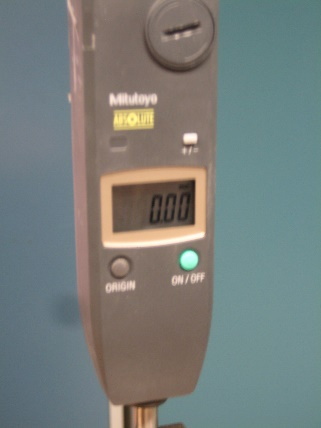 Mitutoyo
ABSOLUTE
+/-
0.00
ORIGIN
ON/OFF